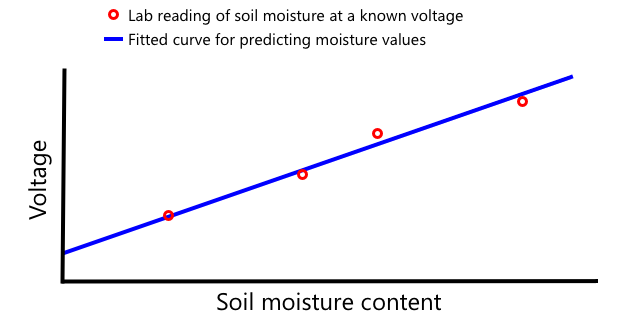 Lab reading of soil moisture at a known voltage
Fitted curve for predicting moisture values
Voltage
Soil moisture content